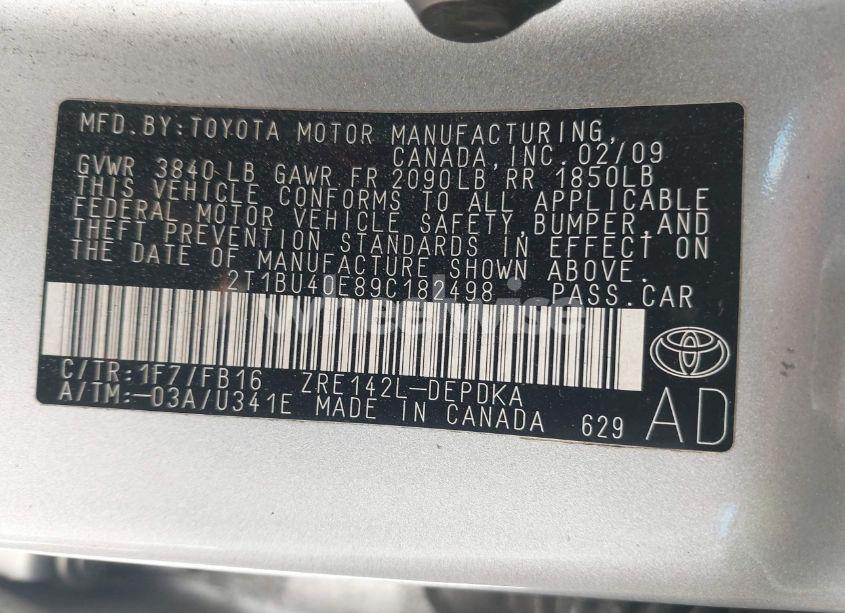 MFD. BY: TOYOTA MOTOR MANUFACTURING,
CANADA, INC. 02/09
GVWR 3840 LB GAWR FR 2090LB RR 1850LB
THIS VEHICLE CONFORMS TO ALL APPLICABLE
FEDERAL MOTOR VEHICLE SAFETY, BUMPER, AND
THEFT PREVENTION STANDARDS IN EFFECT ON
THE DATE OF MANUFACTURE SHOWN ABOVE.
2T1BU40E89C182498 PASS. CAR
wheelwise
C/TR: 1F7/FB16 ZRE142L-DEPDKA
A/TM: -03A/U341E MADE IN CANADA 629 AD